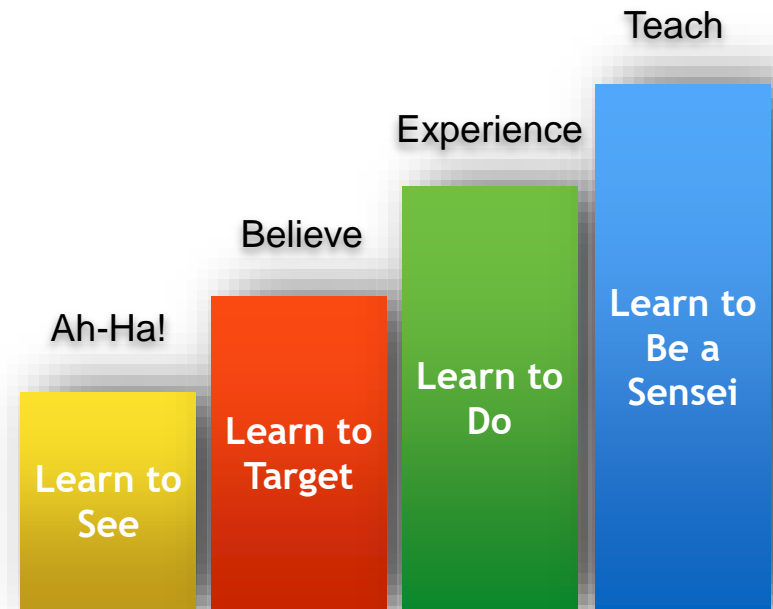 Ah-Ha!
Learn to
See
Believe
Learn to
Target
Experience
Learn to
Do
Teach
Learn to
Be a
Sensei